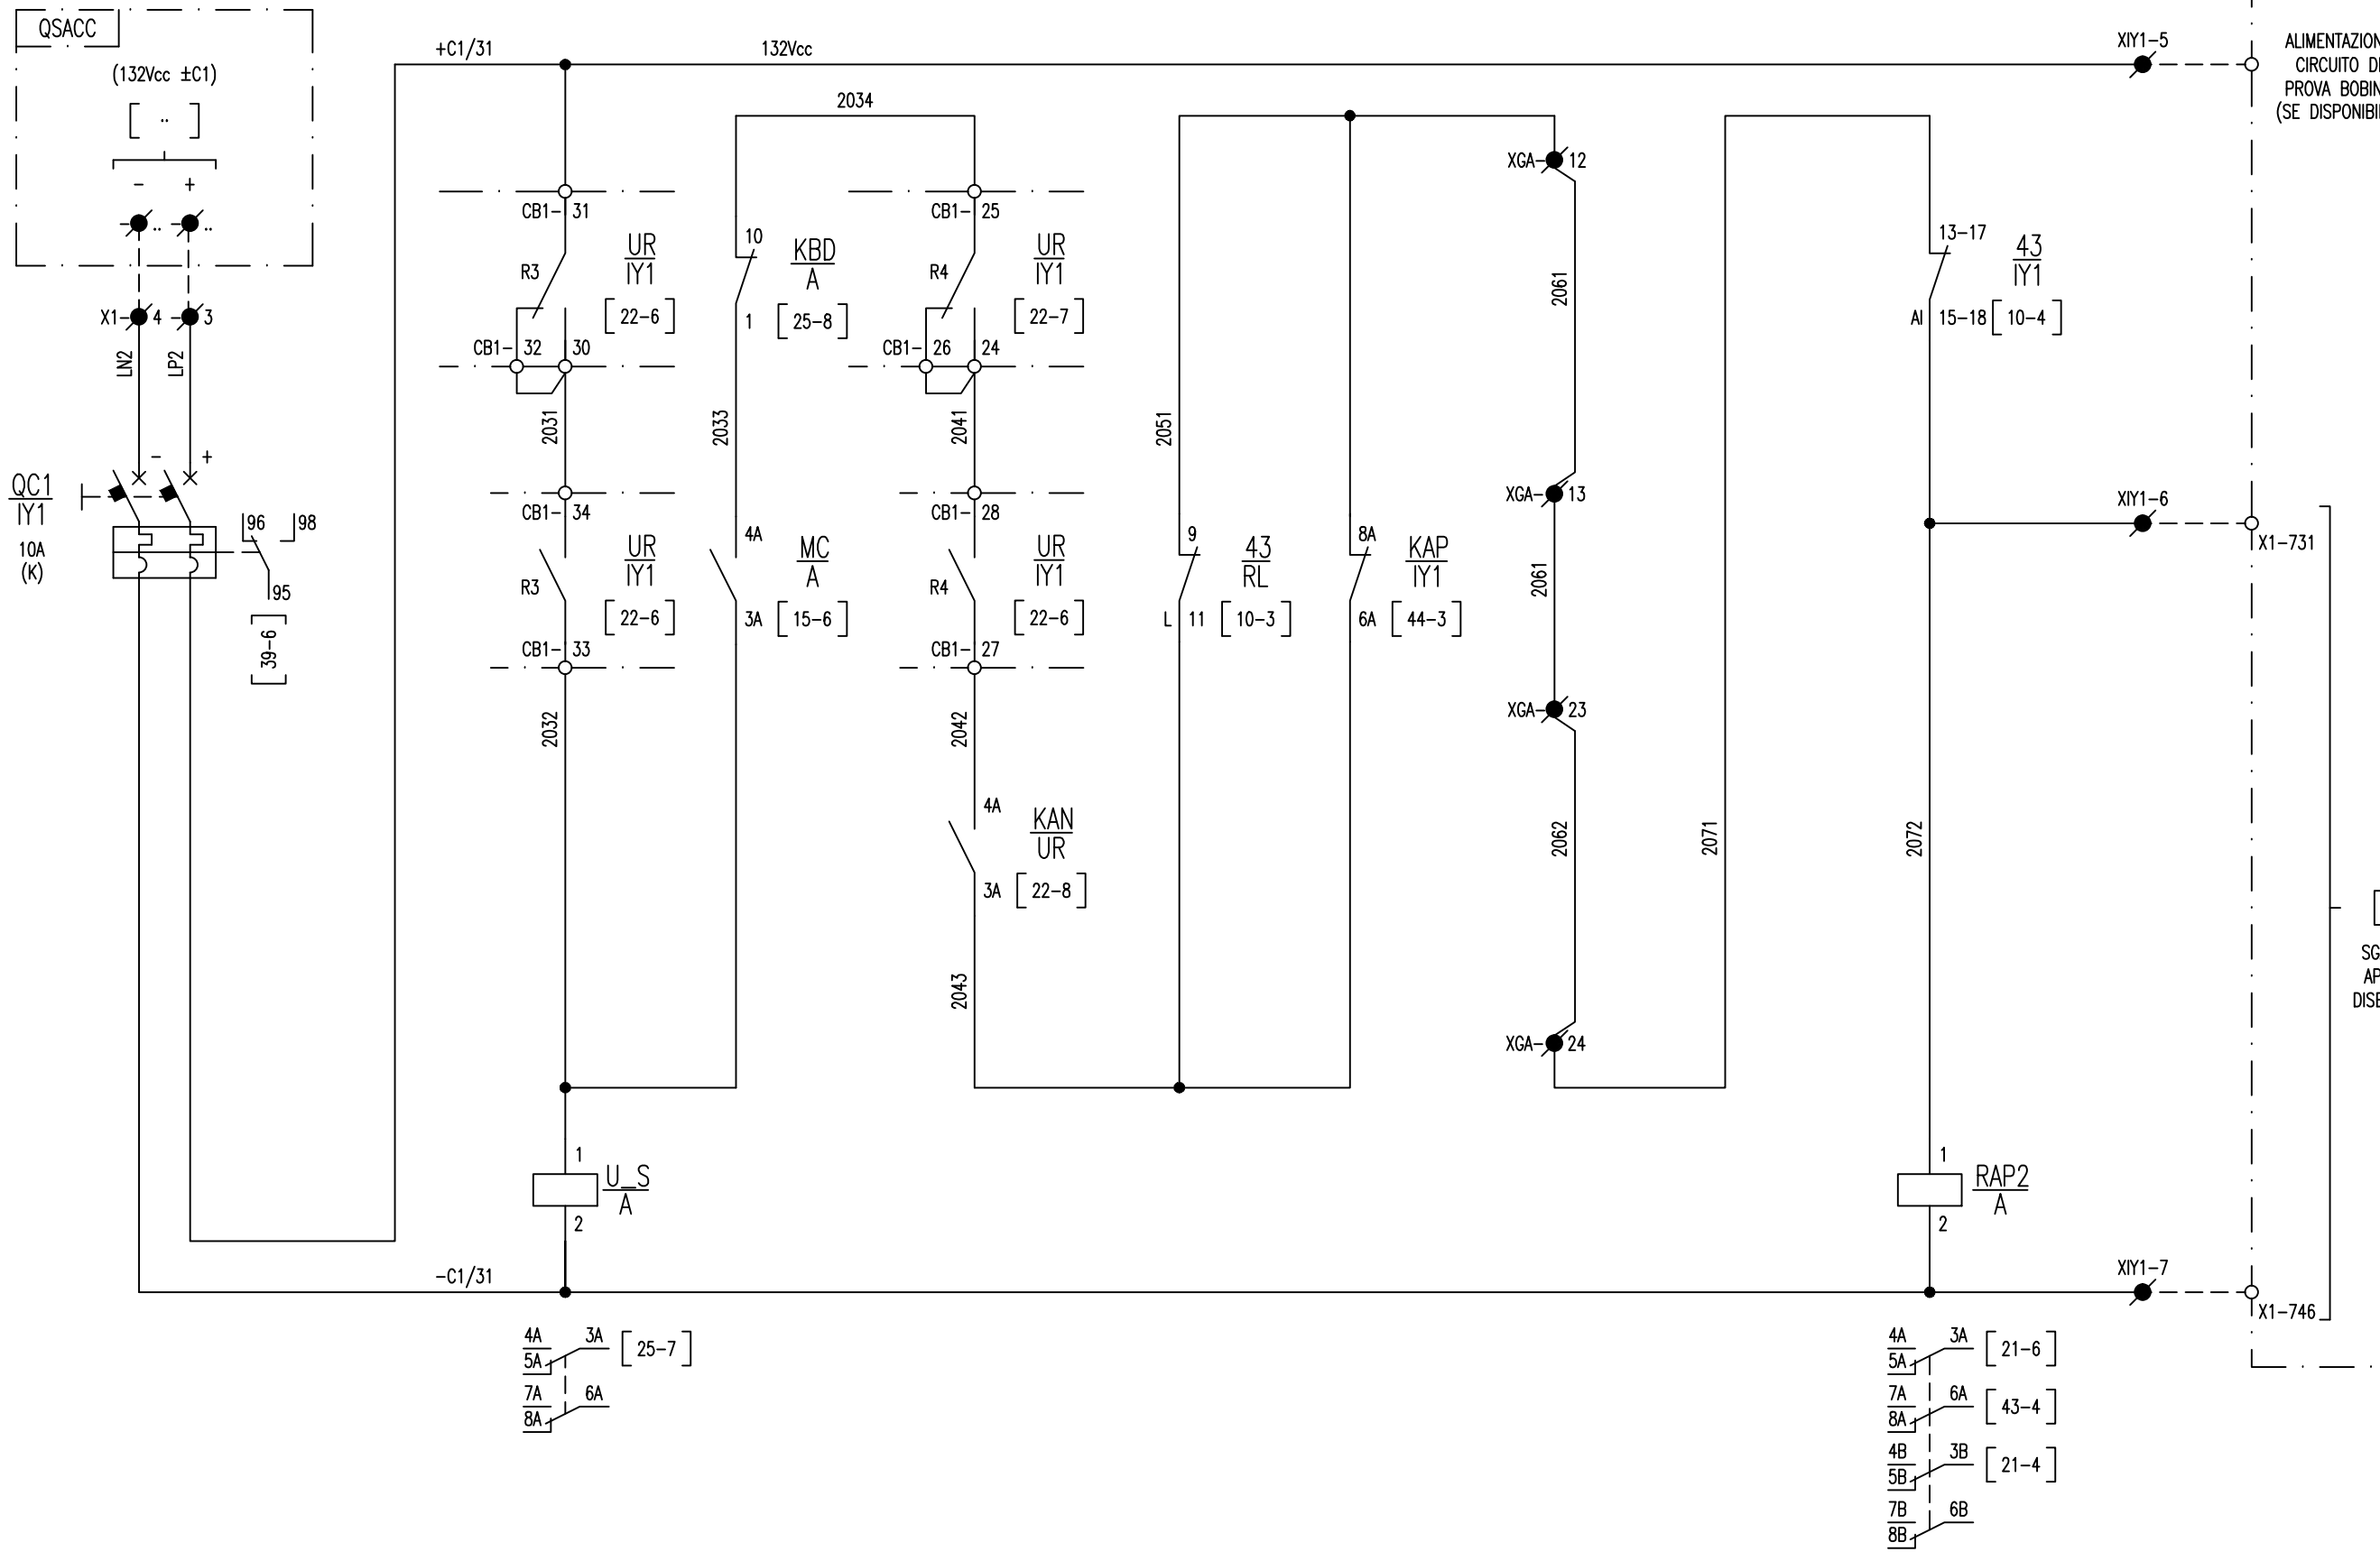 QSACC
(132Vcc ±C1)
..
- +
- .. - ..
X1- 4 - 3
LN2
LP2
- +
QC1
IY1
10A
(K)
96
98
95
39-6
+C1/31
132Vcc
CB1- 31
R3
UR
IY1
22-6
CB1- 32
30
2031
CB1- 34
R3
UR
IY1
22-6
CB1- 33
2032
1
U_S
A
2
-C1/31
4A 3A
5A
25-7
7A 6A
8A
2034
10
KBD
A
1
25-8
2033
4A
MC
A
3A
15-6
CB1- 25
R4
UR
IY1
22-7
CB1- 26
24
2041
CB1- 28
R4
UR
IY1
22-6
CB1- 27
2042
4A
KAN
UR
3A
22-8
2043
2051
9
43
RL
L 11
10-3
8A
KAP
IY1
6A
44-3
XGA- 12
2061
XGA- 13
2061
XGA- 23
2062
XGA- 24
2071
13-17
43
IY1
AI 15-18
10-4
2072
1
RAP2
A
2
4A 3A
5A
21-6
7A 6A
8A
43-4
4B 3B
5B
21-4
7B 6B
8B
XIY1-5
ALIMENTAZION
CIRCUITO DI
PROVA BOBIN
(SE DISPONIBI
XIY1-6
X1-731
SG
AP
DISE
XIY1-7
X1-746